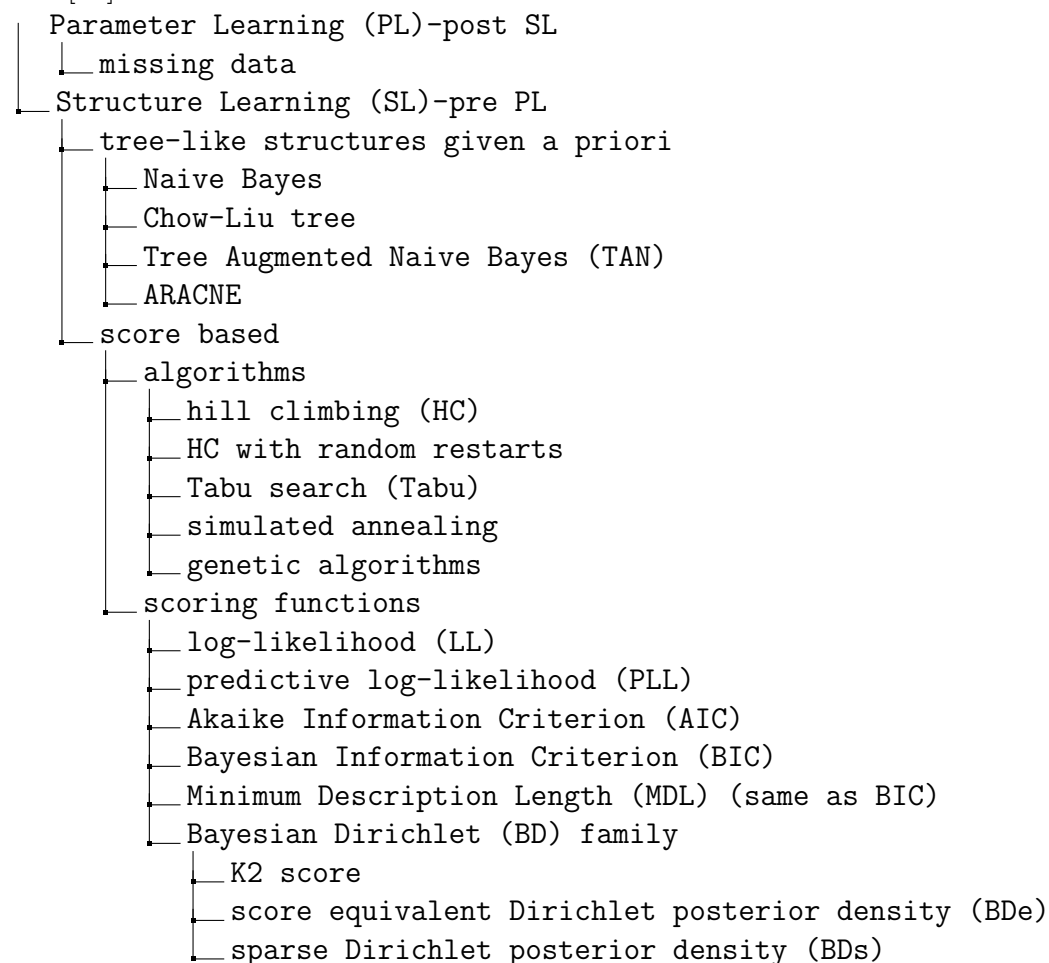 Parameter Learning (PL)-post SL
missing data
Structure Learning (SL)-pre PL
tree-like structures given a priori
Naive Bayes
Chow-Liu tree
Tree Augmented Naive Bayes (TAN)
ARACNE
score based
algorithms
hill climbing (HC)
HC with random restarts
Tabu search (Tabu)
simulated annealing
genetic algorithms
scoring functions
log-likelihood (LL)
predictive log-likelihood (PLL)
Akaike Information Criterion (AIC)
Bayesian Information Criterion (BIC)
Minimum Description Length (MDL) (same as BIC)
Bayesian Dirichlet (BD) family
K2 score
score equivalent Dirichlet posterior density (BDe)
sparse Dirichlet posterior density (BDs)